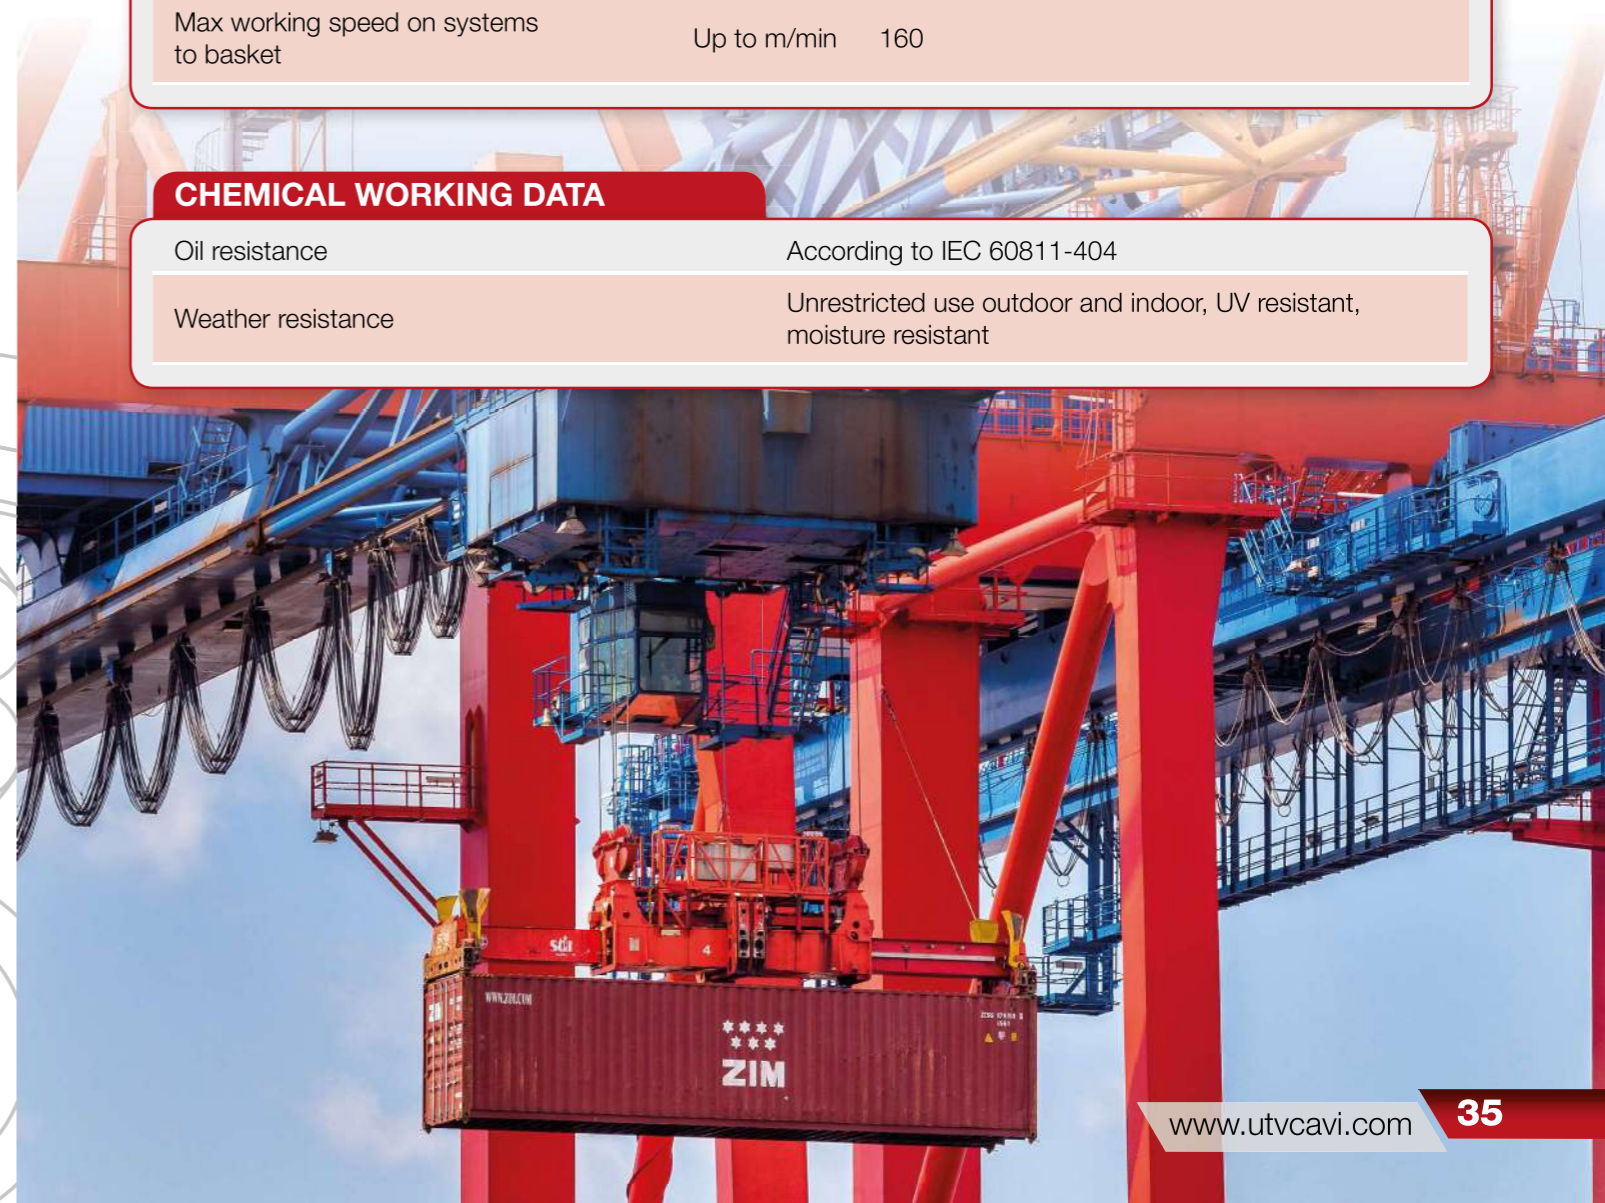 Max working speed on systems
to basket
Up to m/min 160
CHEMICAL WORKING DATA
Oil resistance
According to IEC 60811-404
Weather resistance
Unrestricted use outdoor and indoor, UV resistant,
moisture resistant
4
WWW.ZIM.COM
ZIM
www.utvcavi.com
35